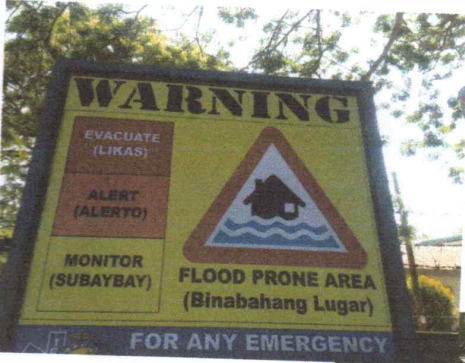 WARNING
EVACUATE
(LIKAS)
ALERT
(ALERTO)
MONITOR
(SUBAYBAY)
FLOOD PRONE AREA
(Binabahang Lugar)
FOR ANY EMERGENCY